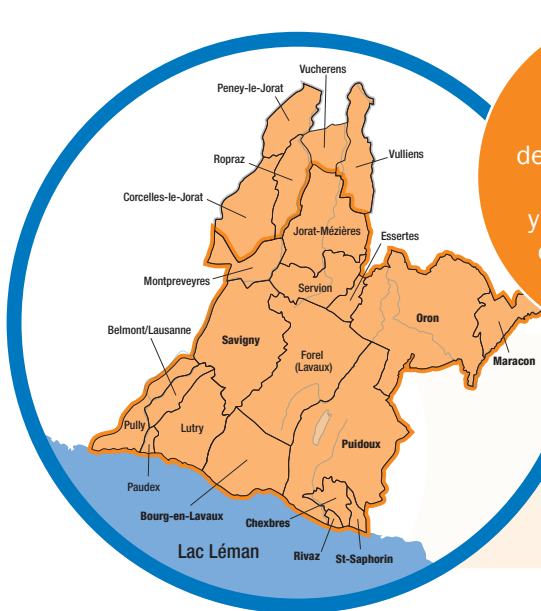 Vucherens
Peney-le-Jorat
de
Vulliens
Ropraz
y
Corcelles-le-Jorat
Jorat-Mézières
Essertes
Montpreveyres
Servion
Oron
Belmont/Lausanne
Savigny
Forel
(Lavaux)
Maracon
Pully
Lutry
Puidoux
Paudex
Bourg-en-Lavaux
Chexbres
Lac Léman
Rivaz
St-Saphorin